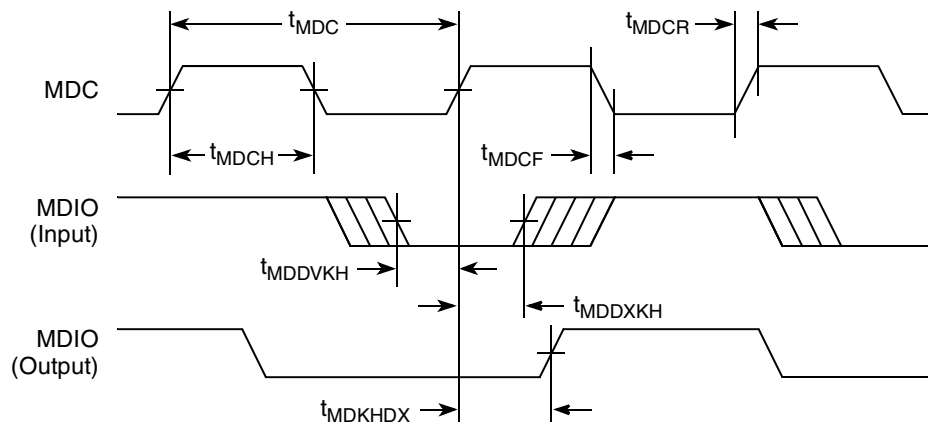 tMDC
tMDCR
MDC
tMDCH
tMDCF
MDIO
(Input)
tMDDVKH
tMDDXKH
MDIO
(Output)
tMDKHDX